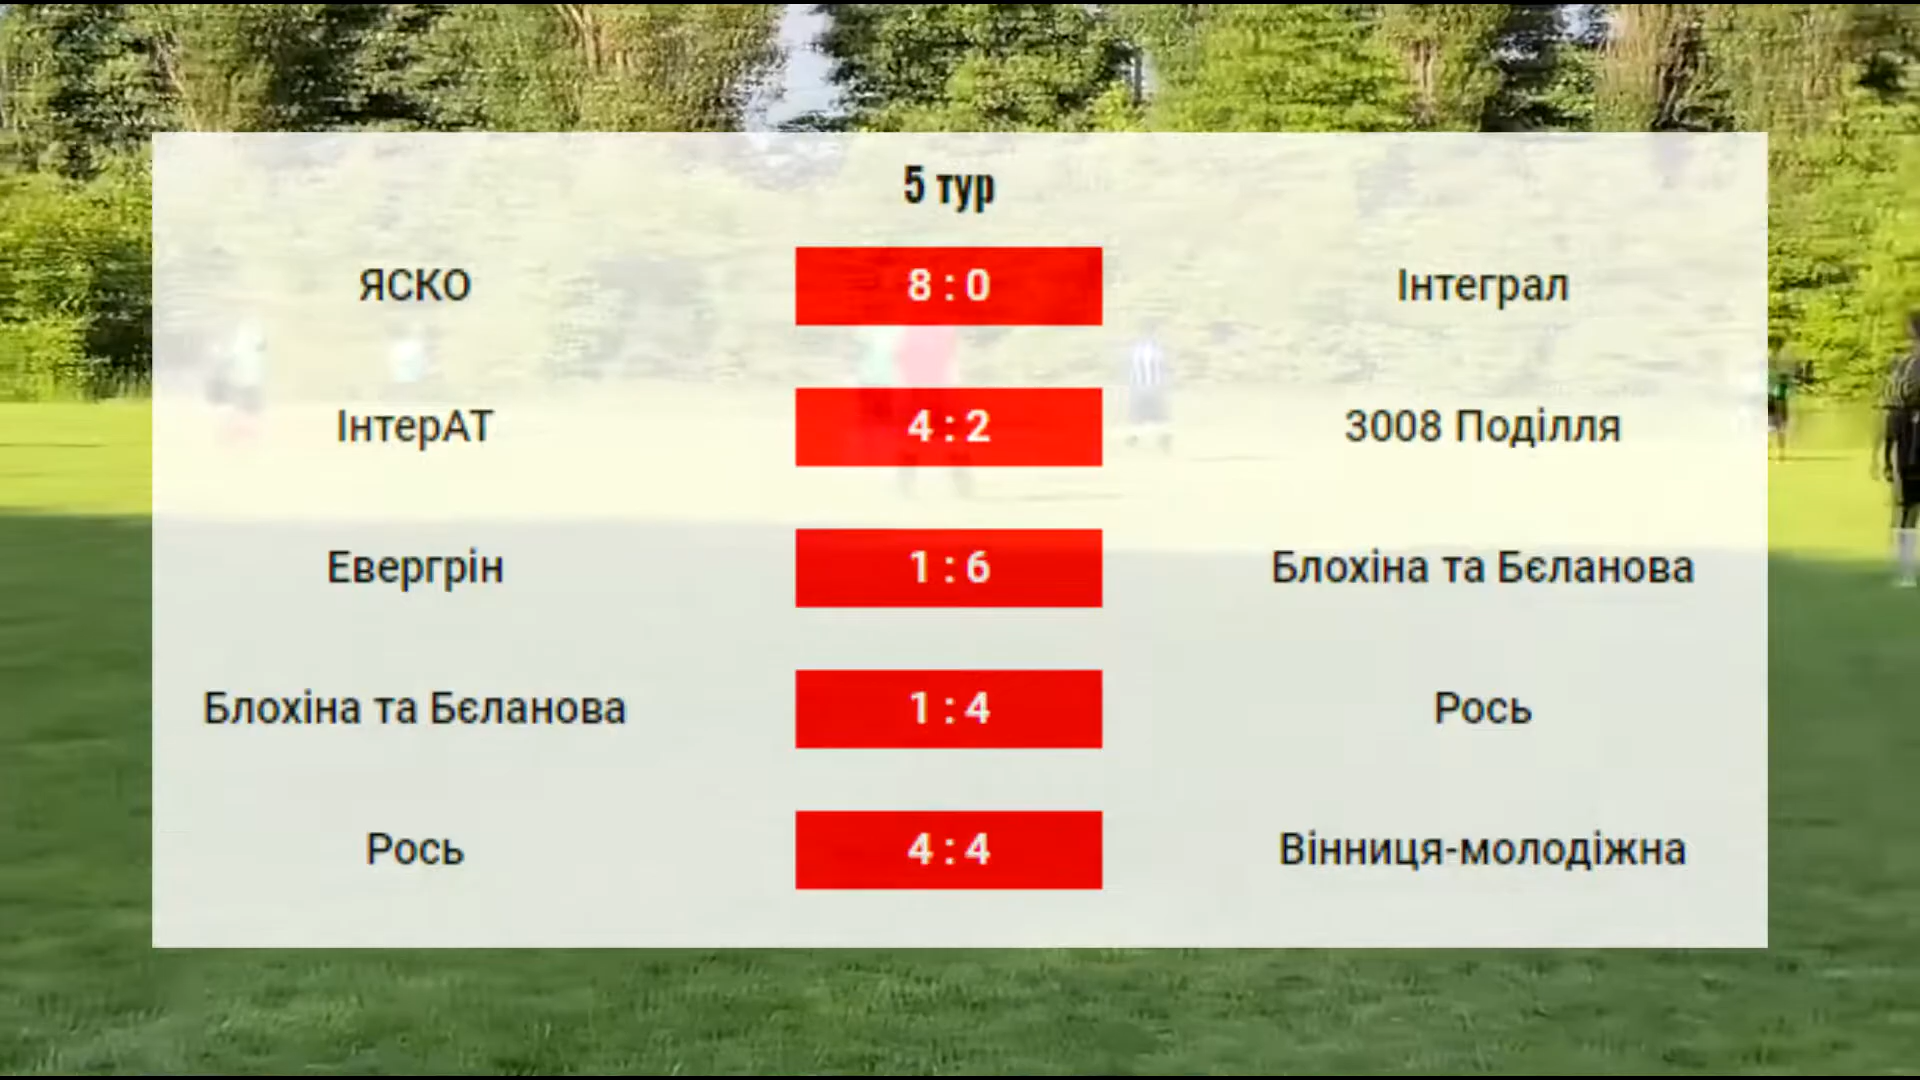 5 тур
ЯСКО 8 : 0 Інтеграл
ІнтерАТ 4 : 2 3008 Поділля
Евергрін 1 : 6 Блохіна та Бєланова
Блохіна та Бєланова 1 : 4 Рось
Рось 4 : 4 Вінниця-молодіжна